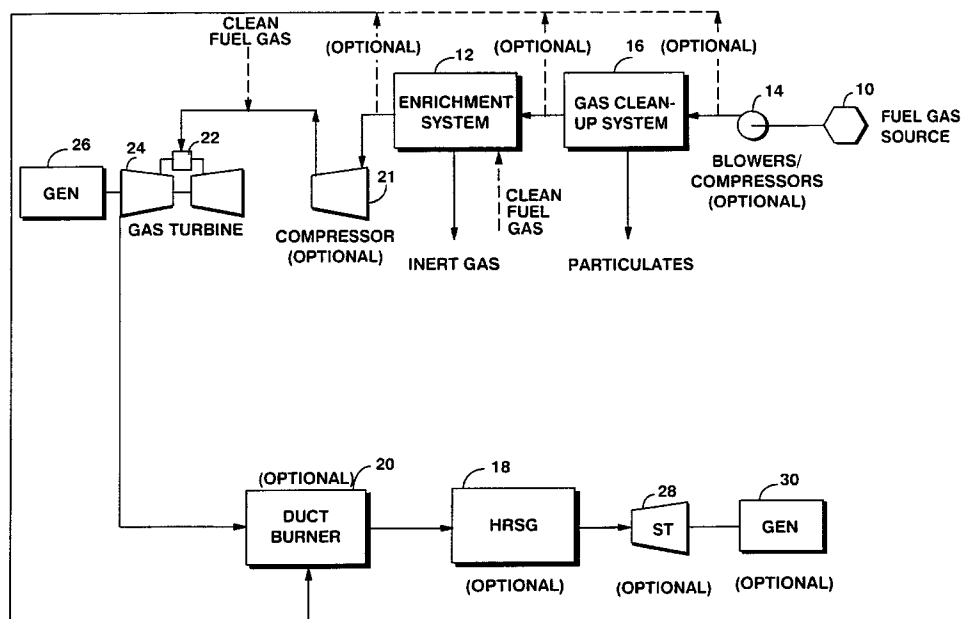 CLEAN
FUEL GAS
(OPTIONAL)
(OPTIONAL)
(OPTIONAL)
12
16
14
10
ENRICHMENT
SYSTEM
GAS CLEAN-
UP SYSTEM
FUEL GAS
SOURCE
BLOWERS/
COMPRESSORS
(OPTIONAL)
26
24
22
GEN
GAS TURBINE
21
COMPRESSOR
(OPTIONAL)
CLEAN
FUEL
GAS
INERT GAS
PARTICULATES
(OPTIONAL)
20
DUCT
BURNER
18
HRSG
(OPTIONAL)
28
ST
(OPTIONAL)
30
GEN
(OPTIONAL)